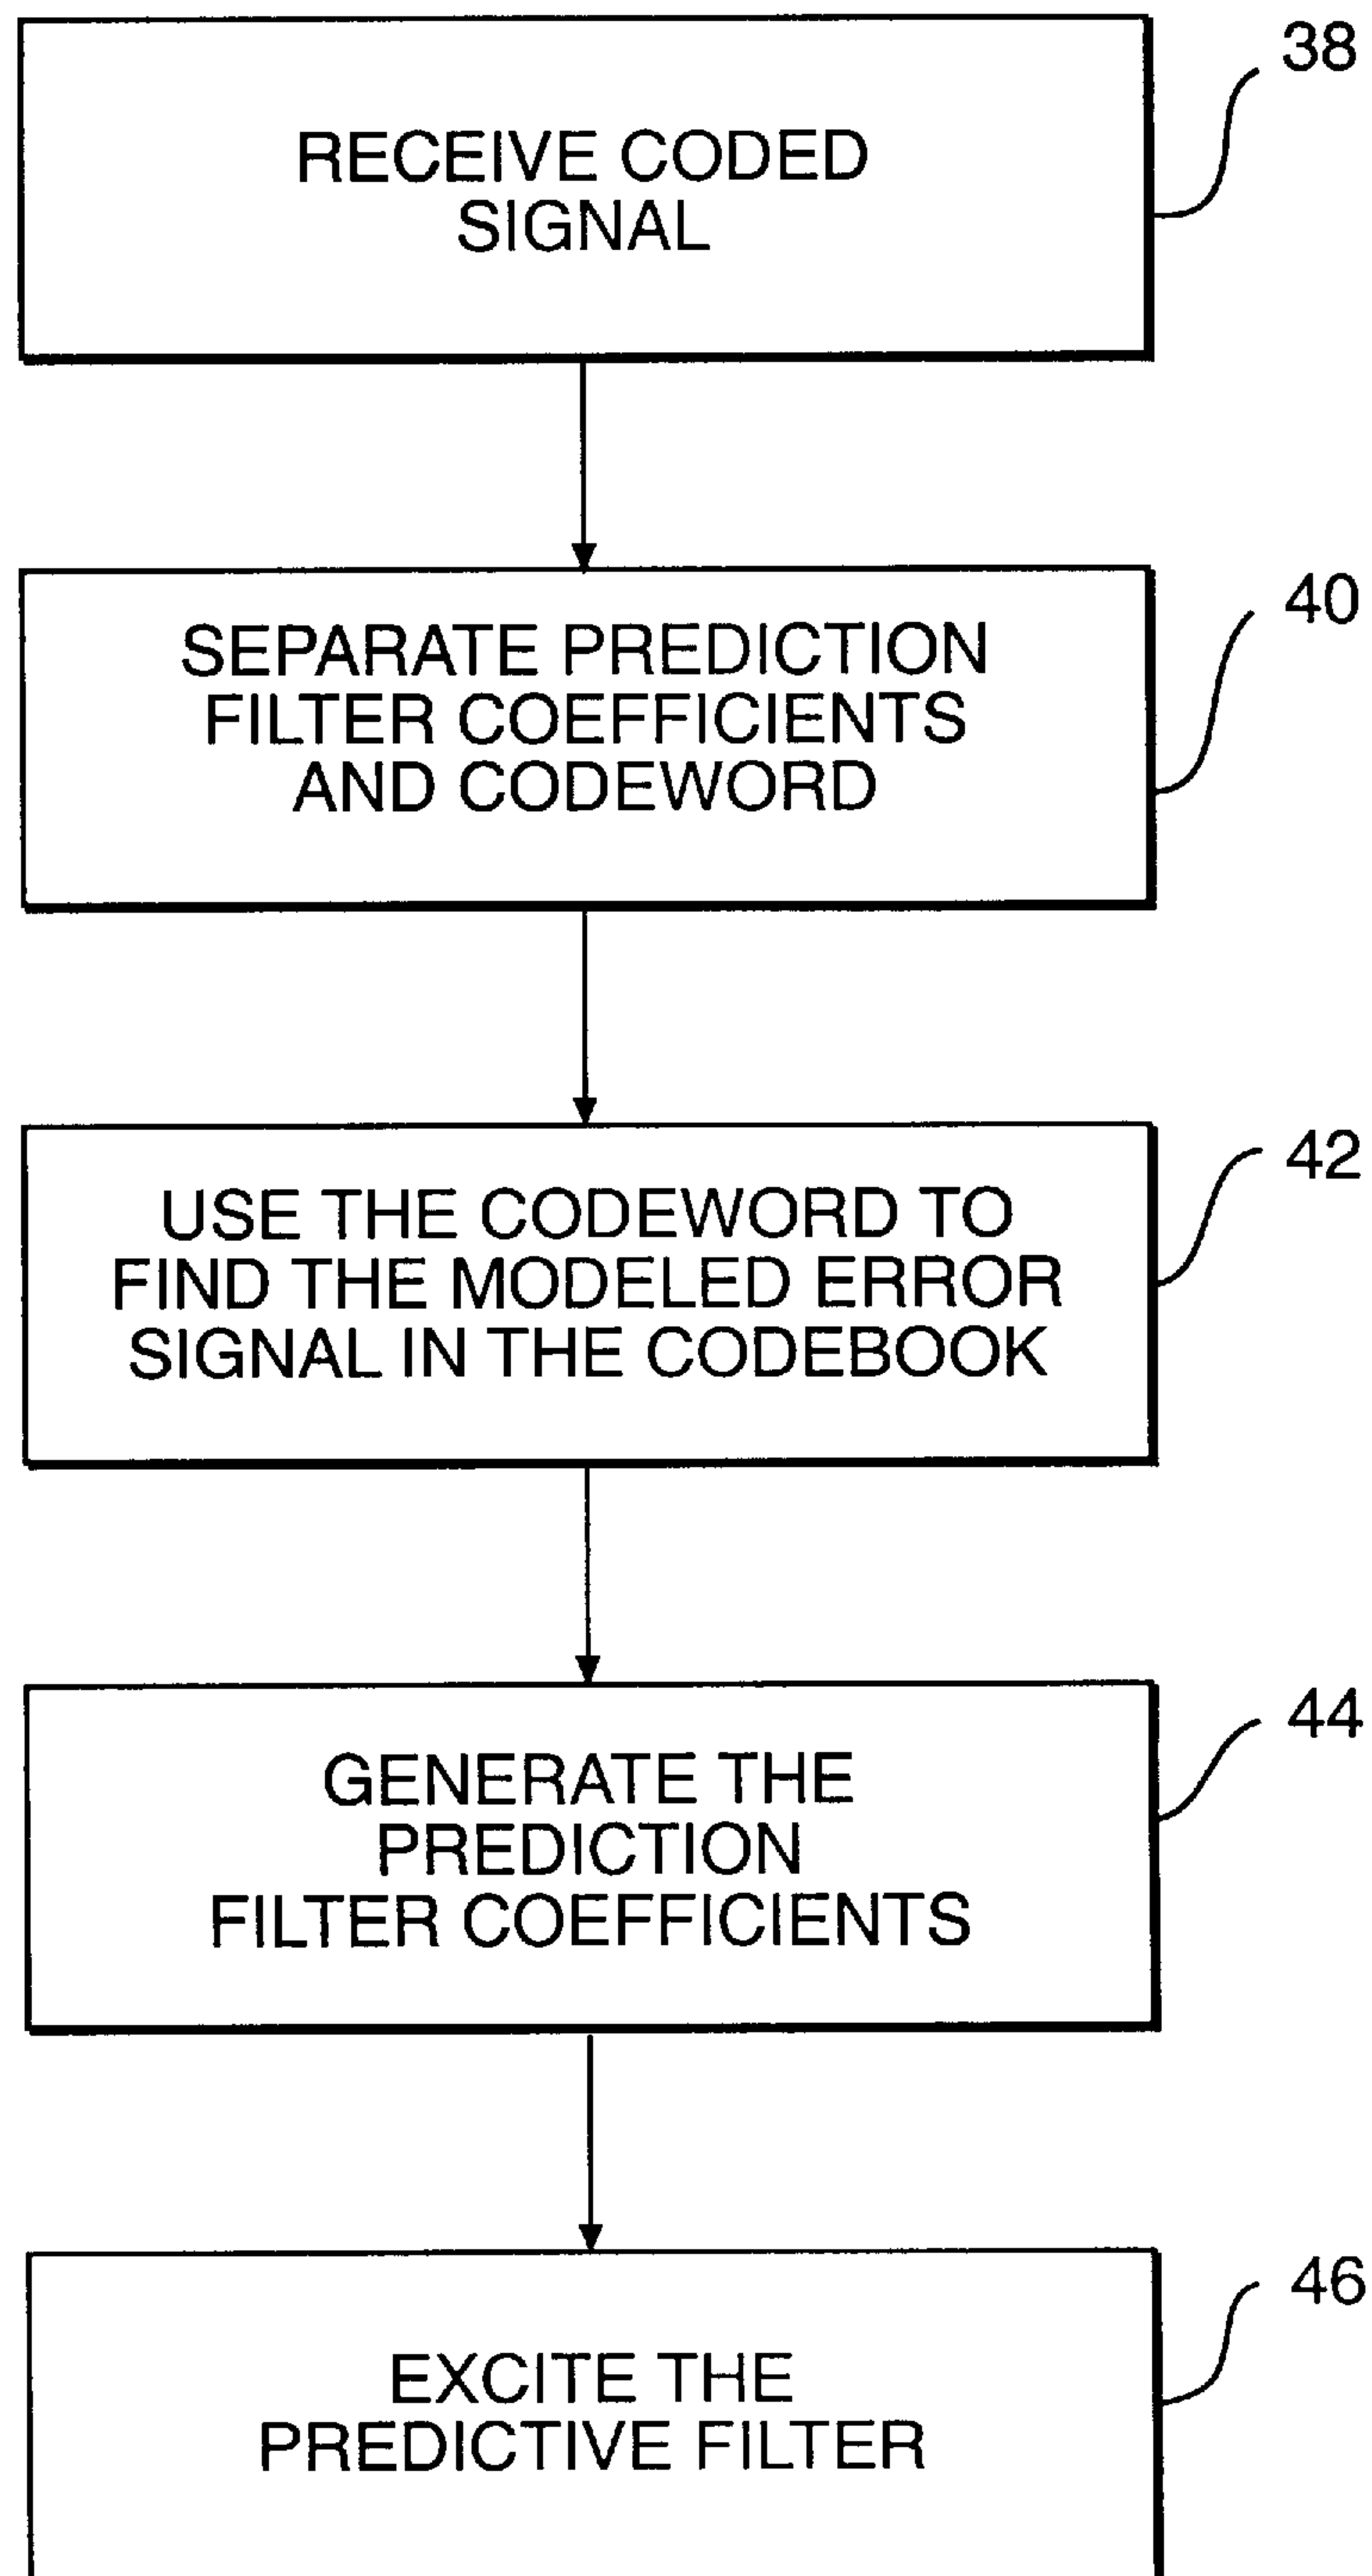 38
RECEIVE CODED
SIGNAL
40
SEPARATE PREDICTION
FILTER COEFFICIENTS
AND CODEWORD
42
USE THE CODEWORD TO
FIND THE MODELED ERROR
SIGNAL IN THE CODEBOOK
44
GENERATE THE
PREDICTION
FILTER COEFFICIENTS
46
EXCITE THE
PREDICTIVE FILTER